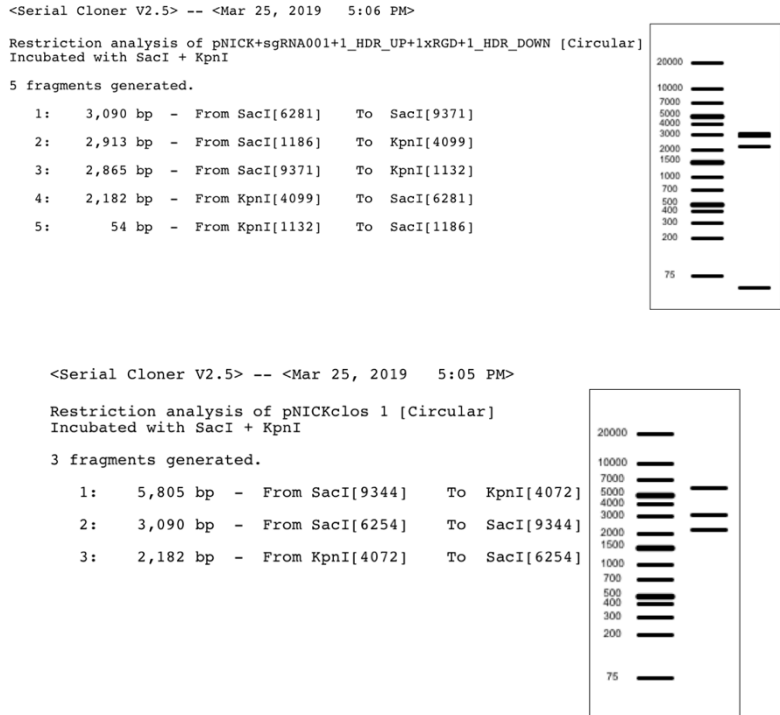 <Serial Cloner V2.5> -- <Mar 25, 2019   5:06 PM>
Restriction analysis of pNICK+sgRNA001+1_HDR_UP+1xRGD+1_HDR_DOWN [Circular]
Incubated with SacI + KpnI
5 fragments generated.
1:   3,090 bp  -  From SacI[6281]   To  SacI[9371]
2:   2,913 bp  -  From SacI[1186]   To  KpnI[4099]
3:   2,865 bp  -  From SacI[9371]   To  KpnI[1132]
4:   2,182 bp  -  From KpnI[4099]   To  SacI[6281]
5:   54 bp  -  From KpnI[1132]   To  SacI[1186]
20000
10000
7000
5000
4000
3000
2000
1500
1000
700
500
400
300
200
75
<Serial Cloner V2.5> -- <Mar 25, 2019   5:05 PM>
Restriction analysis of pNICKclos 1 [Circular]
Incubated with SacI + KpnI
3 fragments generated.
1:   5,805 bp  -  From SacI[9344]   To  KpnI[4072]
2:   3,090 bp  -  From SacI[6254]   To  SacI[9344]
3:   2,182 bp  -  From KpnI[4072]   To  SacI[6254]
20000
10000
7000
5000
4000
3000
2000
1500
1000
700
500
400
300
200
75